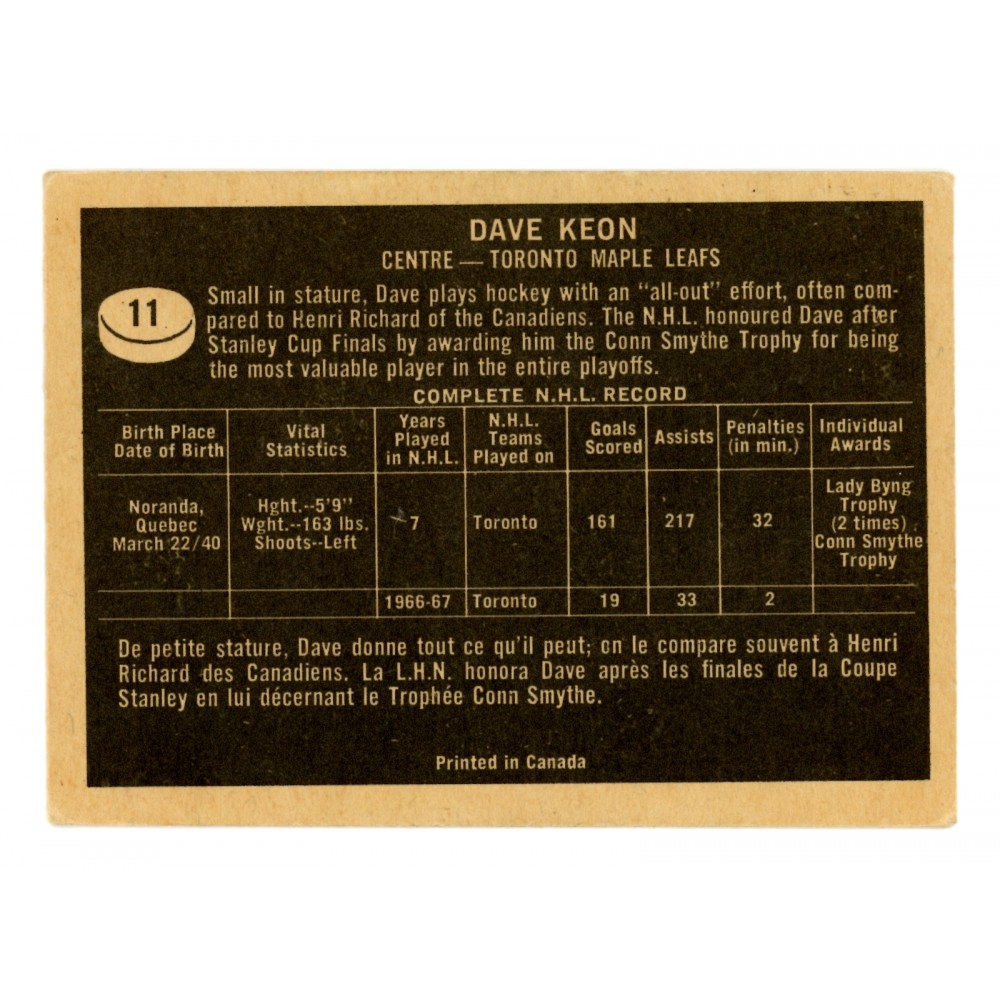 DAVE KEON
CENTRE — TORONTO MAPLE LEAFS
11
Small in stature, Dave plays hockey with an "all-out" effort, often com-
pared to Henri Richard of the Canadiens. The N.H.L. honoured Dave after
Stanley Cup Finals by awarding him the Conn Smythe Trophy for being
the most valuable player in the entire playoffs.
COMPLETE N.H.L. RECORD
Birth Place
Date of Birth
Vital
Statistics
Years
Played
in N.H.L.
N.H.L.
Teams
Played on
Goals
Scored
Assists
Penalties
(in min.)
Individual
Awards
Noranda,
Quebec
March 22/40
Hght.--5'9''
Wght.--163 lbs.
Shoots--Left
7
Toronto
161
217
32
Lady Byng
Trophy
(2 times)
Conn Smythe
Trophy
1966-67
Toronto
19
33
2
De petite stature, Dave donne tout ce qu'il peut; on le compare souvent à Henri
Richard des Canadiens. La L.H.N. honora Dave après les finales de la Coupe
Stanley en lui décernant le Trophée Conn Smythe.
Printed in Canada